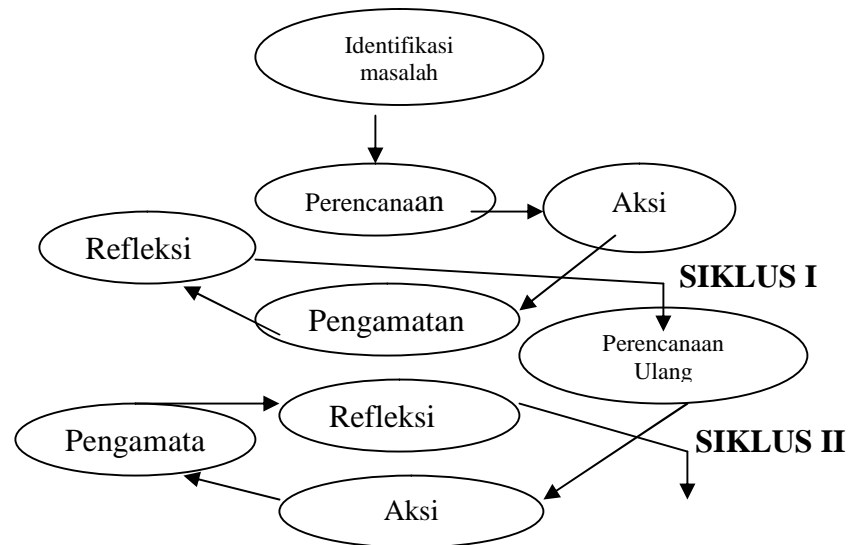 Identifikasi
masalah
Perencanaan
Aksi
Refleksi
SIKLUS I
Pengamatan
Perencanaan
Ulang
Refleksi
Pengamata
SIKLUS II
Aksi